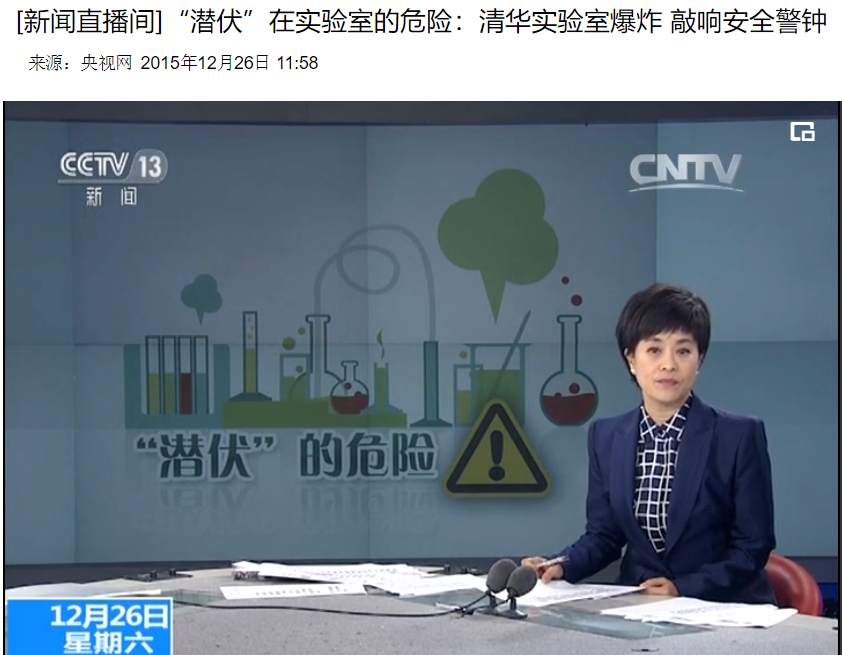 [新闻直播间] “潜伏”在实验室的危险：清华实验室爆炸 敲响安全警钟
来源：央视网 2015年12月26日 11:58
CCTV 13
新闻
CNTV
“潜伏”的危险
12月26日
星期六